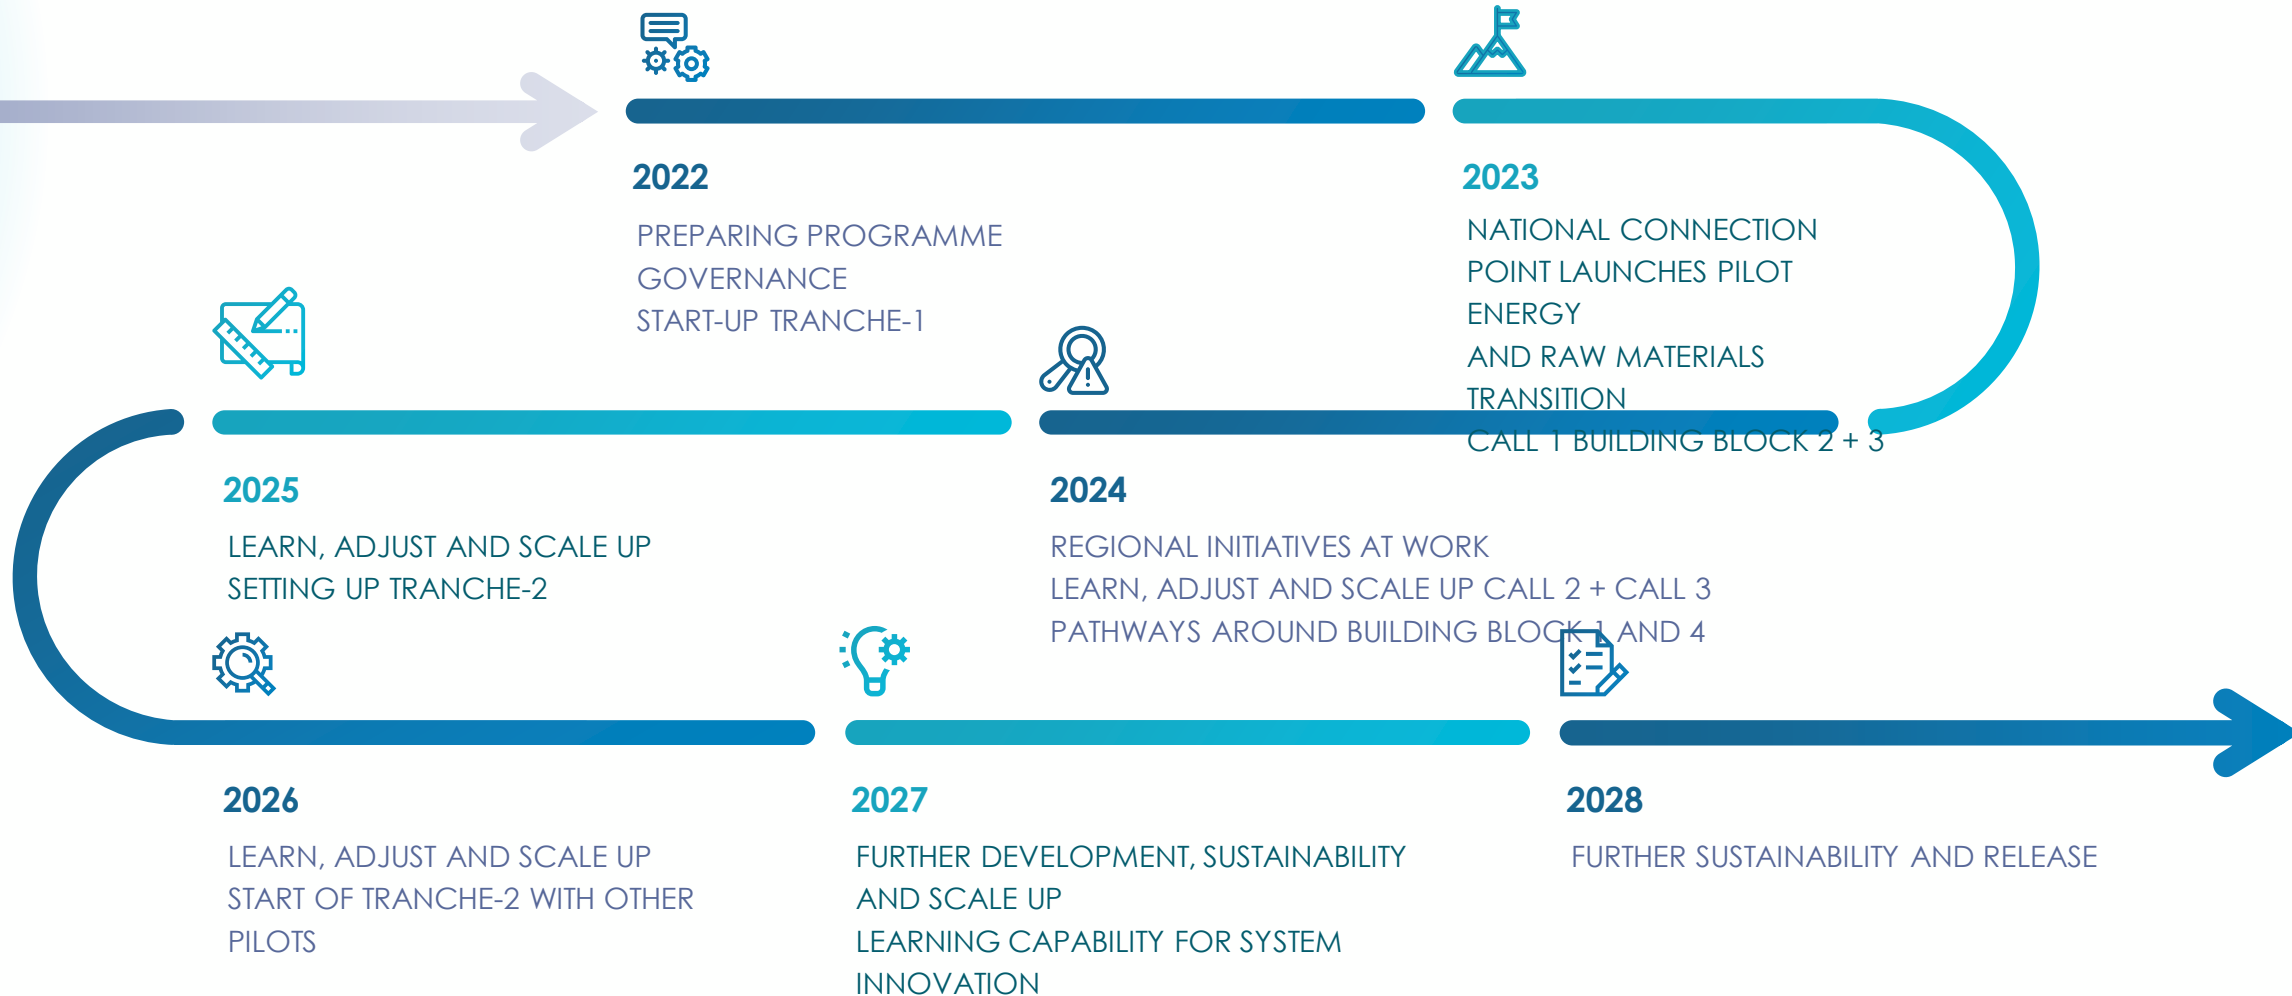 2022
PREPARING PROGRAMME
GOVERNANCE
START-UP TRANCHE-1
2023
NATIONAL CONNECTION
POINT LAUNCHES PILOT
ENERGY
AND RAW MATERIALS
TRANSITION
CALL 1 BUILDING BLOCK 2 + 3
2024
REGIONAL INITIATIVES AT WORK
LEARN, ADJUST AND SCALE UP CALL 2 + CALL 3
PATHWAYS AROUND BUILDING BLOCK 1 AND 4
2025
LEARN, ADJUST AND SCALE UP
SETTING UP TRANCHE-2
2026
LEARN, ADJUST AND SCALE UP
START OF TRANCHE-2 WITH OTHER
PILOTS
2027
FURTHER DEVELOPMENT, SUSTAINABILITY
AND SCALE UP
LEARNING CAPABILITY FOR SYSTEM
INNOVATION
2028
FURTHER SUSTAINABILITY AND RELEASE